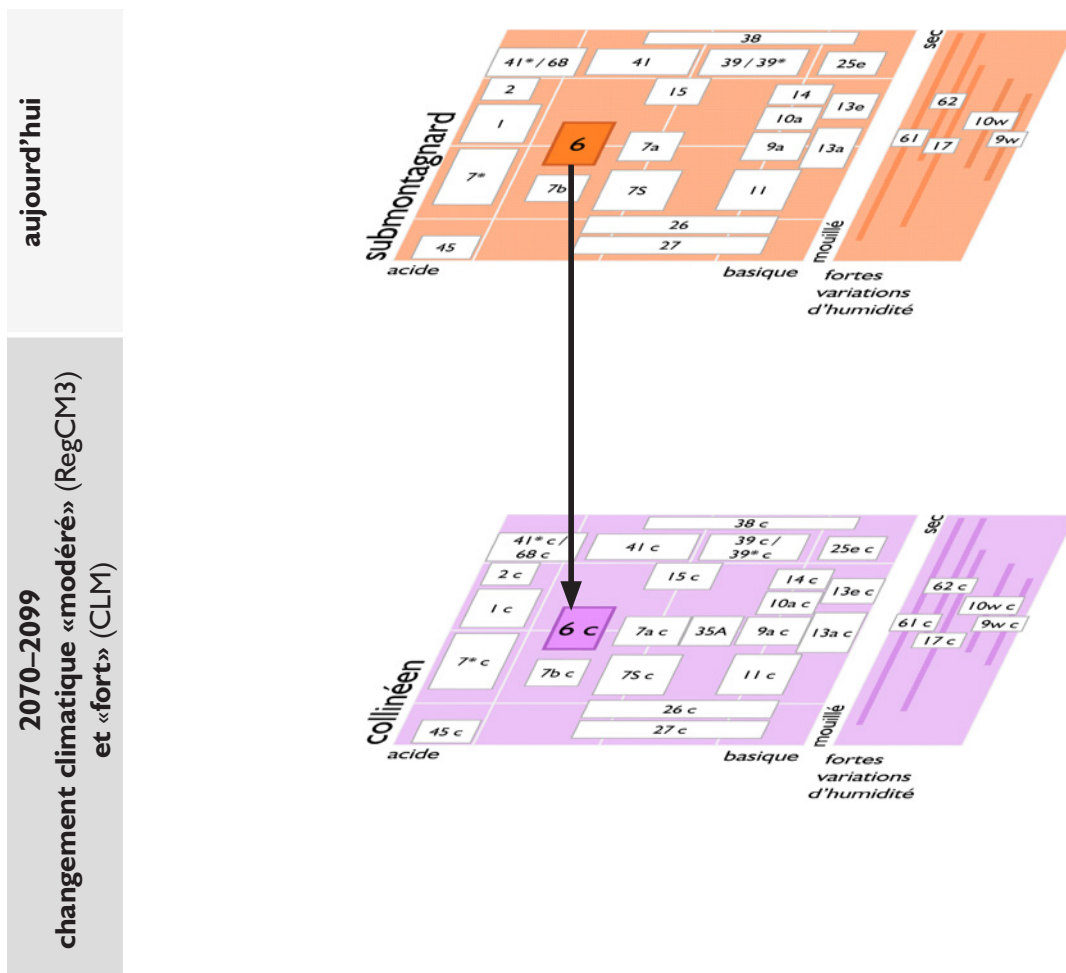 aujourd'hui
38
sec
41* / 68
41
39 / 39*
25e
2
15
14
13e
62
1
10a
10w
6
7a
9a
13a
61
17
9w
7*
7b
7S
11
submontagnard
26
mouillé
45
27
acide
basique
fortes
variations
d'humidité
2070–2099
changement climatique «modéré» (RegCM3)
et «fort» (CLM)
38 c
sec
41* c /
68 c
41 c
39 c /
39* c
25e c
2 c
15 c
14 c
13e c
62 c
1 c
10a c
10w c
6 c
7a c
35A
9a c
13a c
61 c
9w c
17 c
7* c
7b c
7S c
11 c
collinéen
26 c
mouillé
45 c
27 c
acide
basique
fortes
variations
d'humidité